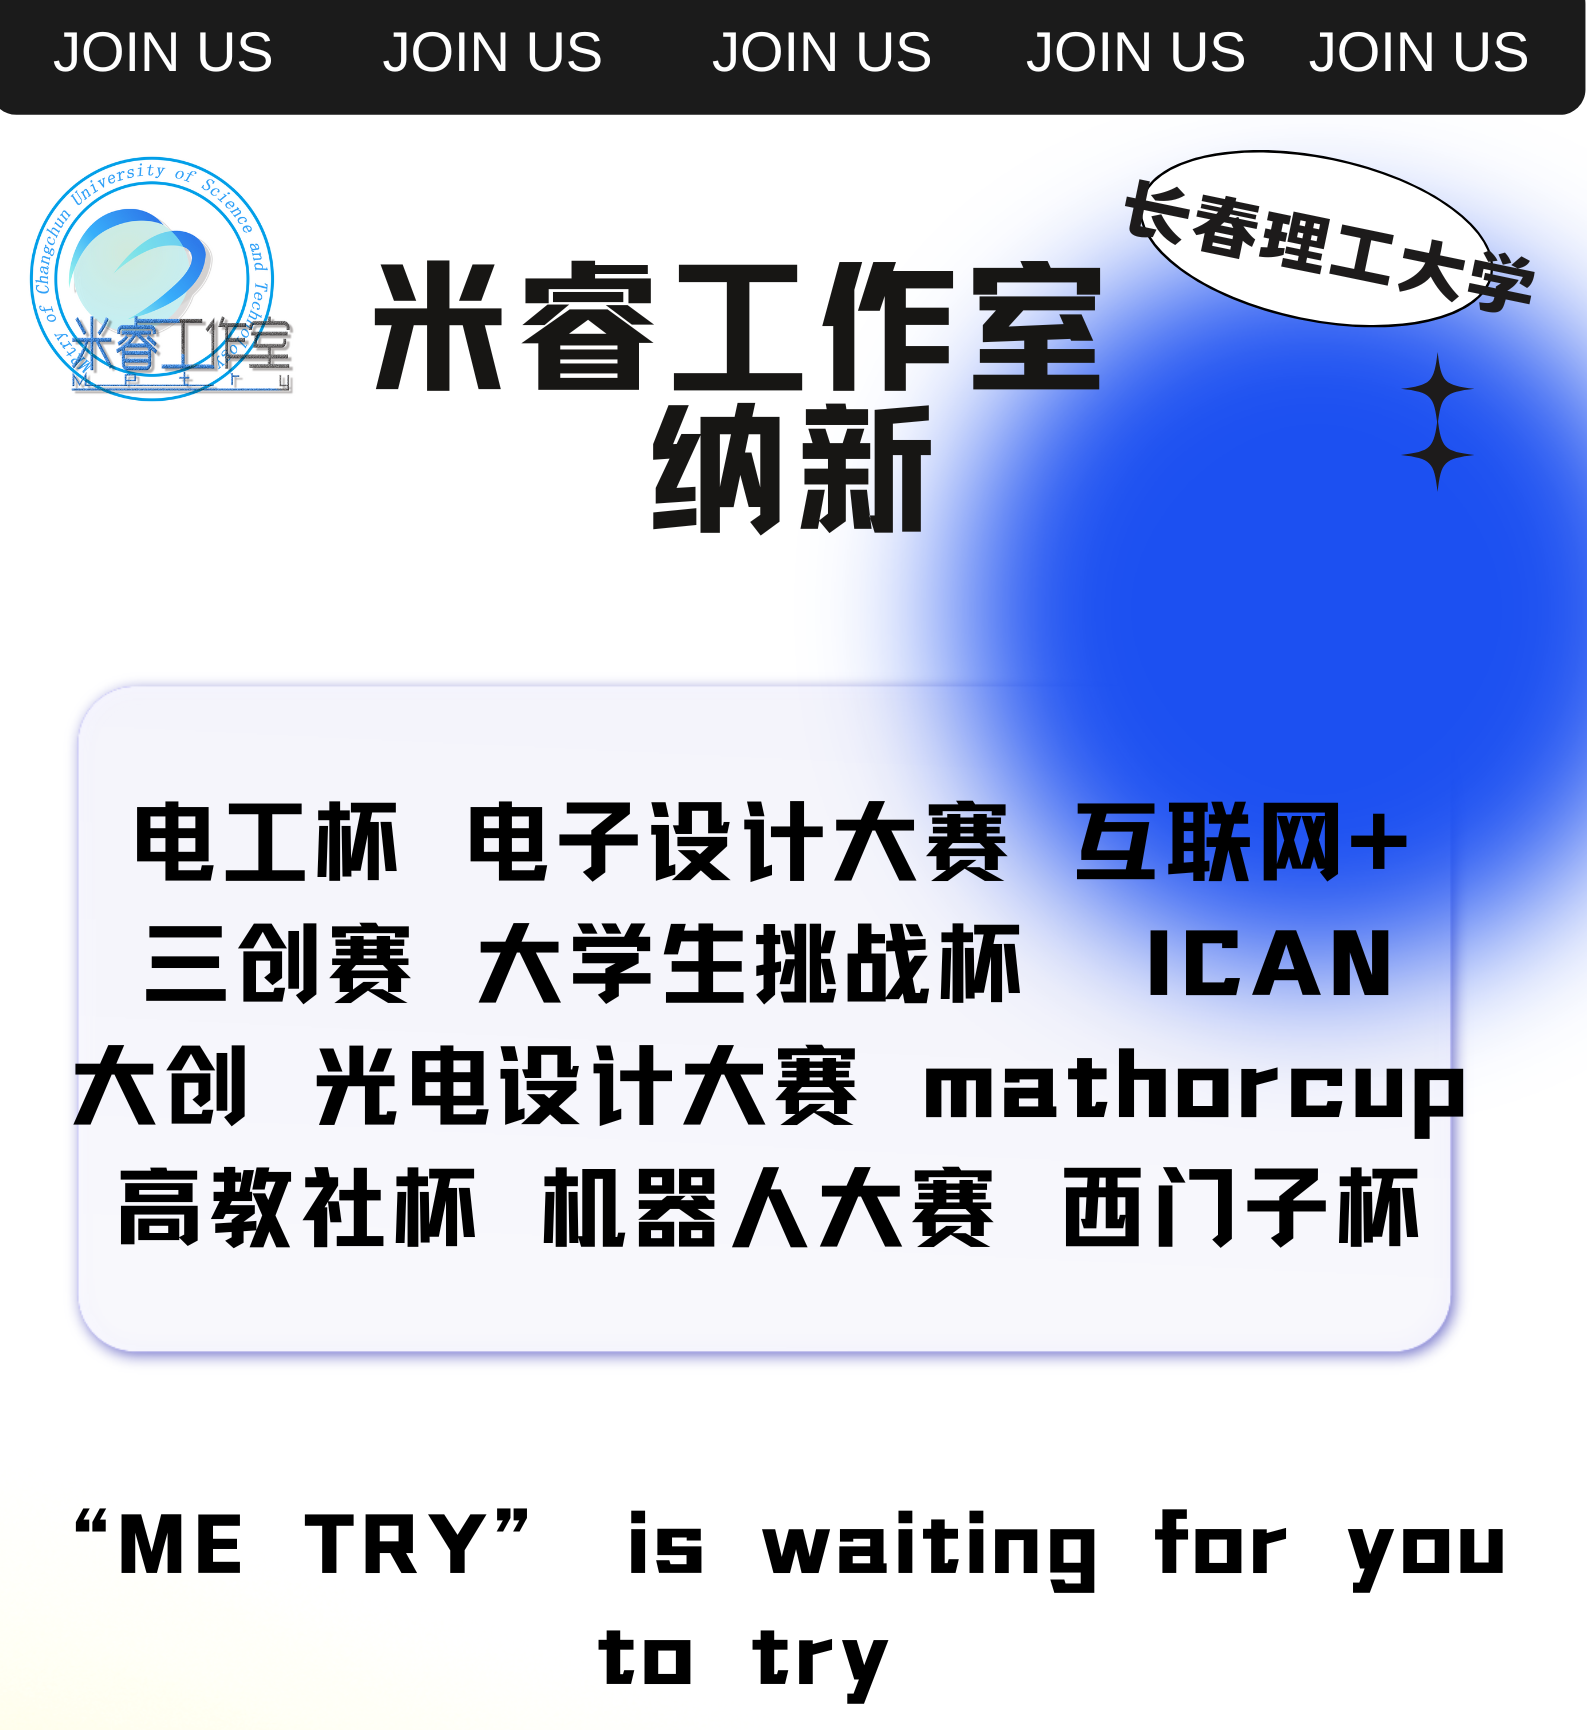 JOIN US JOIN US JOIN US JOIN US JOIN US
长春理工大学
University of Changchun University of Science and Technology
米睿工作室
米睿工作室
纳新
电工杯 电子设计大赛 互联网+
三创赛 大学生挑战杯 ICAN
大创 光电设计大赛 mathorcup
高教社杯 机器人大赛 西门子杯
“ME TRY” is waiting for you
to try